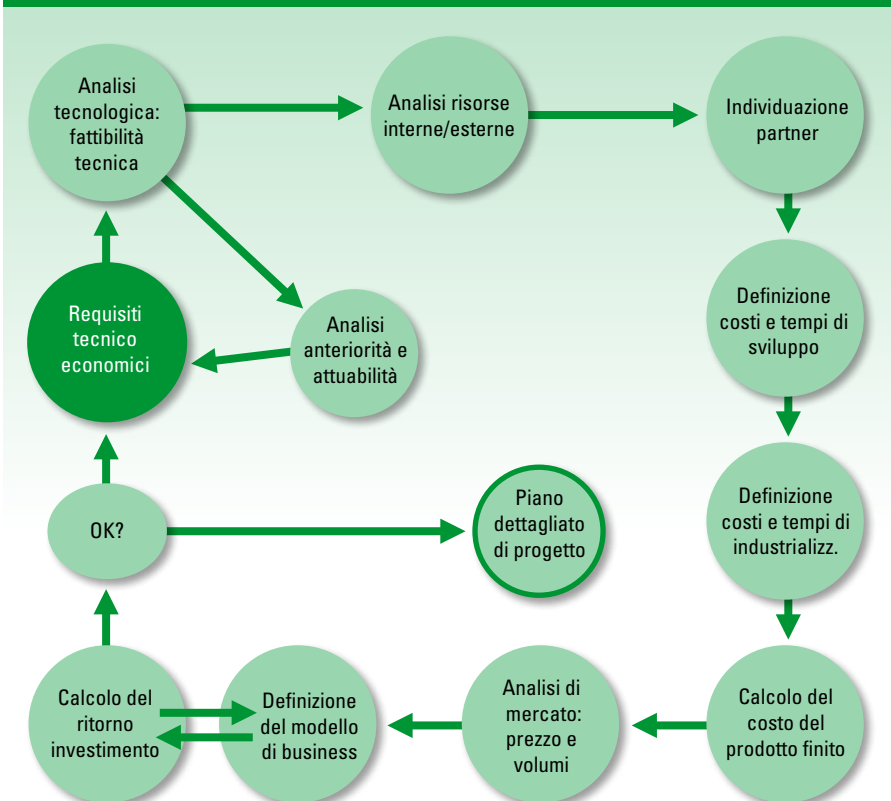 Analisi
tecnologica:
fattibilità
tecnica
Analisi risorse
interne/esterne
Individuazione
partner
Requisiti
tecnico
economici
Analisi
anteriorità e
attuabilità
Definizione
costi e tempi di
sviluppo
OK?
Piano
dettagliato
di progetto
Definizione
costi e tempi di
industrializz.
Calcolo del
ritorno
investimento
Definizione
del modello
di business
Analisi di
mercato:
prezzo e
volumi
Calcolo del
costo del
prodotto finito